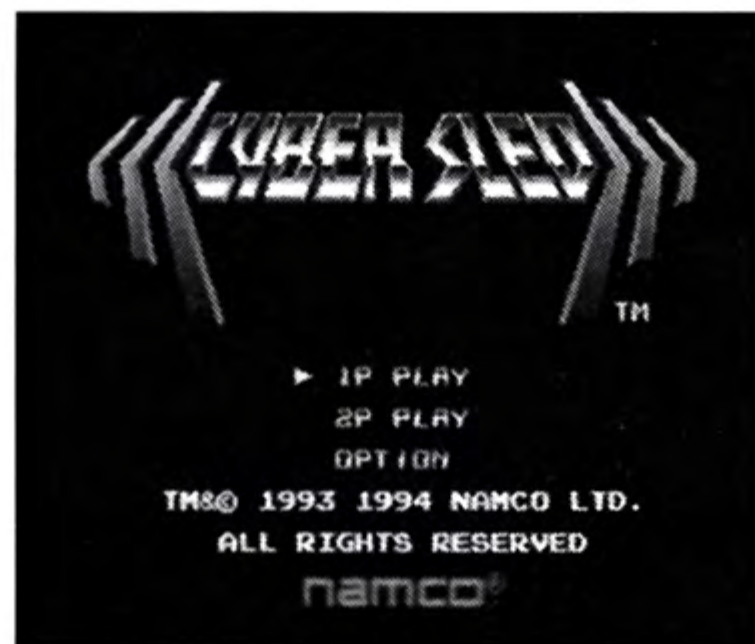 CYBER SLED
TM
▶ 1P PLAY
2P PLAY
OPTION
TM&© 1993 1994 NAMCO LTD.
ALL RIGHTS RESERVED
namco®